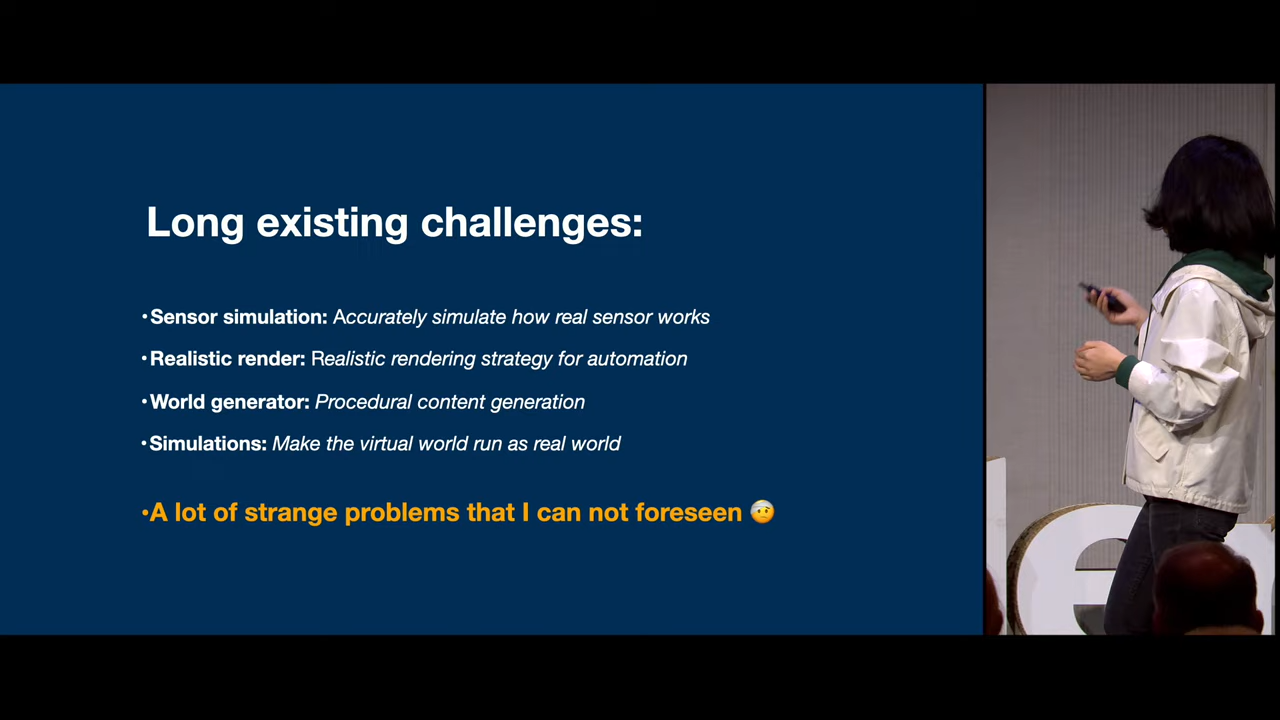 Long existing challenges:
•Sensor simulation: Accurately simulate how real sensor works
•Realistic render: Realistic rendering strategy for automation
•World generator: Procedural content generation
•Simulations: Make the virtual world run as real world
•A lot of strange problems that I can not foreseen 🤕